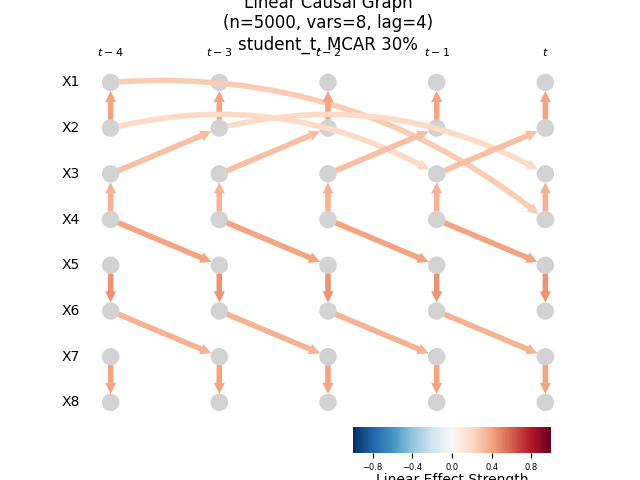 Linear Causal Graph
(n=5000, vars=8, lag=4)
student_t, MCAR 30%
t−4 t−3 t−2 t−1 t
X1
X2
X3
X4
X5
X6
X7
X8
−0.8 −0.4 0.0 0.4 0.8
Linear Effect Strength